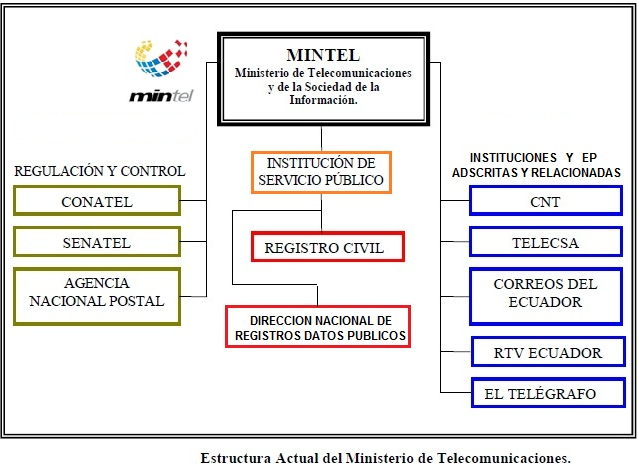 MINTEL
Ministerio de Telecomunicaciones
y de la Sociedad de la
Información.
mintel
REGULACIÓN Y CONTROL
CONATEL
SENATEL
AGENCIA
NACIONAL POSTAL
INSTITUCIÓN DE
SERVICIO PÚBLICO
REGISTRO CIVIL
DIRECCION NACIONAL DE
REGISTROS DATOS PUBLICOS
INSTITUCIONES Y EP
ADSCRITAS Y RELACIONADAS
CNT
TELECSA
CORREOS DEL
ECUADOR
RTV ECUADOR
EL TELÉGRAFO
Estructura Actual del Ministerio de Telecomunicaciones.